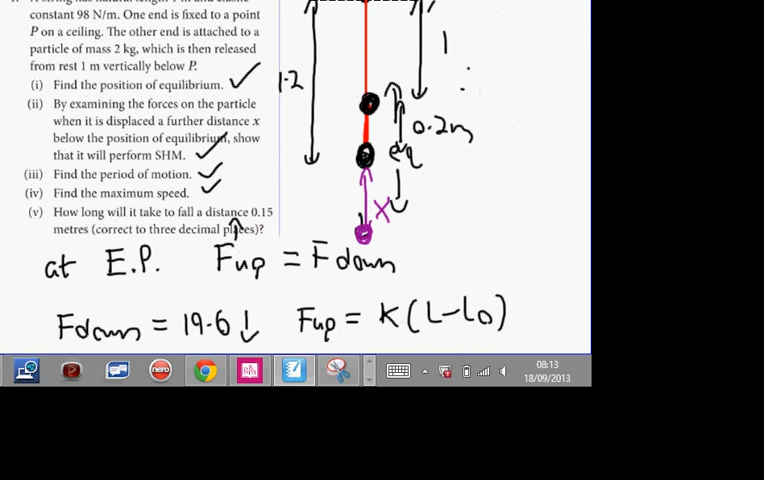 constant 98 N/m. One end is fixed to a point
P on a ceiling. The other end is attached to a
particle of mass 2 kg, which is then released
from rest 1 m vertically below P.
(i) Find the position of equilibrium.
(ii) By examining the forces on the particle
when it is displaced a further distance x
below the position of equilibrium, show
that it will perform SHM.
(iii) Find the period of motion.
(iv) Find the maximum speed.
(v) How long will it take to fall a distance 0.15
metres (correct to three decimal places)?
1.2
1
0.2m
eq
X
at E.P. Fup = Fdown
Fdown = 19.6↓ Fup = K(L-l₀)
nero
08:13
18/09/2013